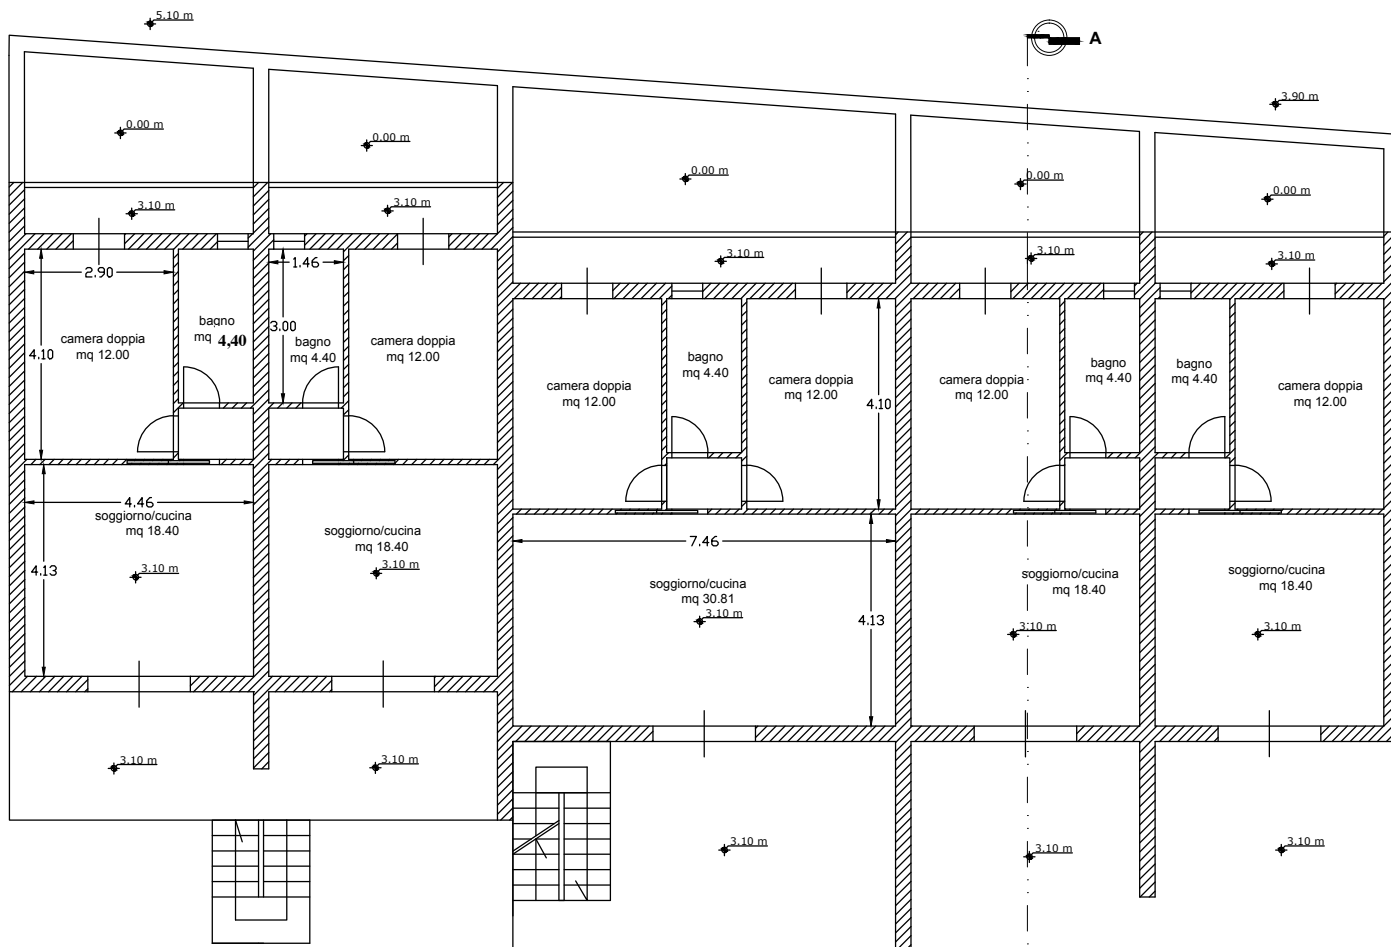 5.10 m
A
3.90 m
0.00 m
0.00 m
0.00 m
0.00 m
0.00 m
3.10 m
3.10 m
3.10 m
3.10 m
3.10 m
2.90
1.46
4.10
camera doppia
mq 12.00
bagno
mq 4,40
3.00
bagno
mq 4.40
camera doppia
mq 12.00
camera doppia
mq 12.00
bagno
mq 4.40
camera doppia
mq 12.00
4.10
camera doppia
mq 12.00
bagno
mq 4.40
bagno
mq 4.40
camera doppia
mq 12.00
4.46
soggiorno/cucina
mq 18.40
4.13
3.10 m
soggiorno/cucina
mq 18.40
3.10 m
7.46
soggiorno/cucina
mq 30.81
3.10 m
4.13
soggiorno/cucina
mq 18.40
3.10 m
soggiorno/cucina
mq 18.40
3.10 m
3.10 m
3.10 m
3.10 m
3.10 m
3.10 m